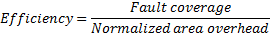 Efficiency = Fault coverage / Normalized area overhead